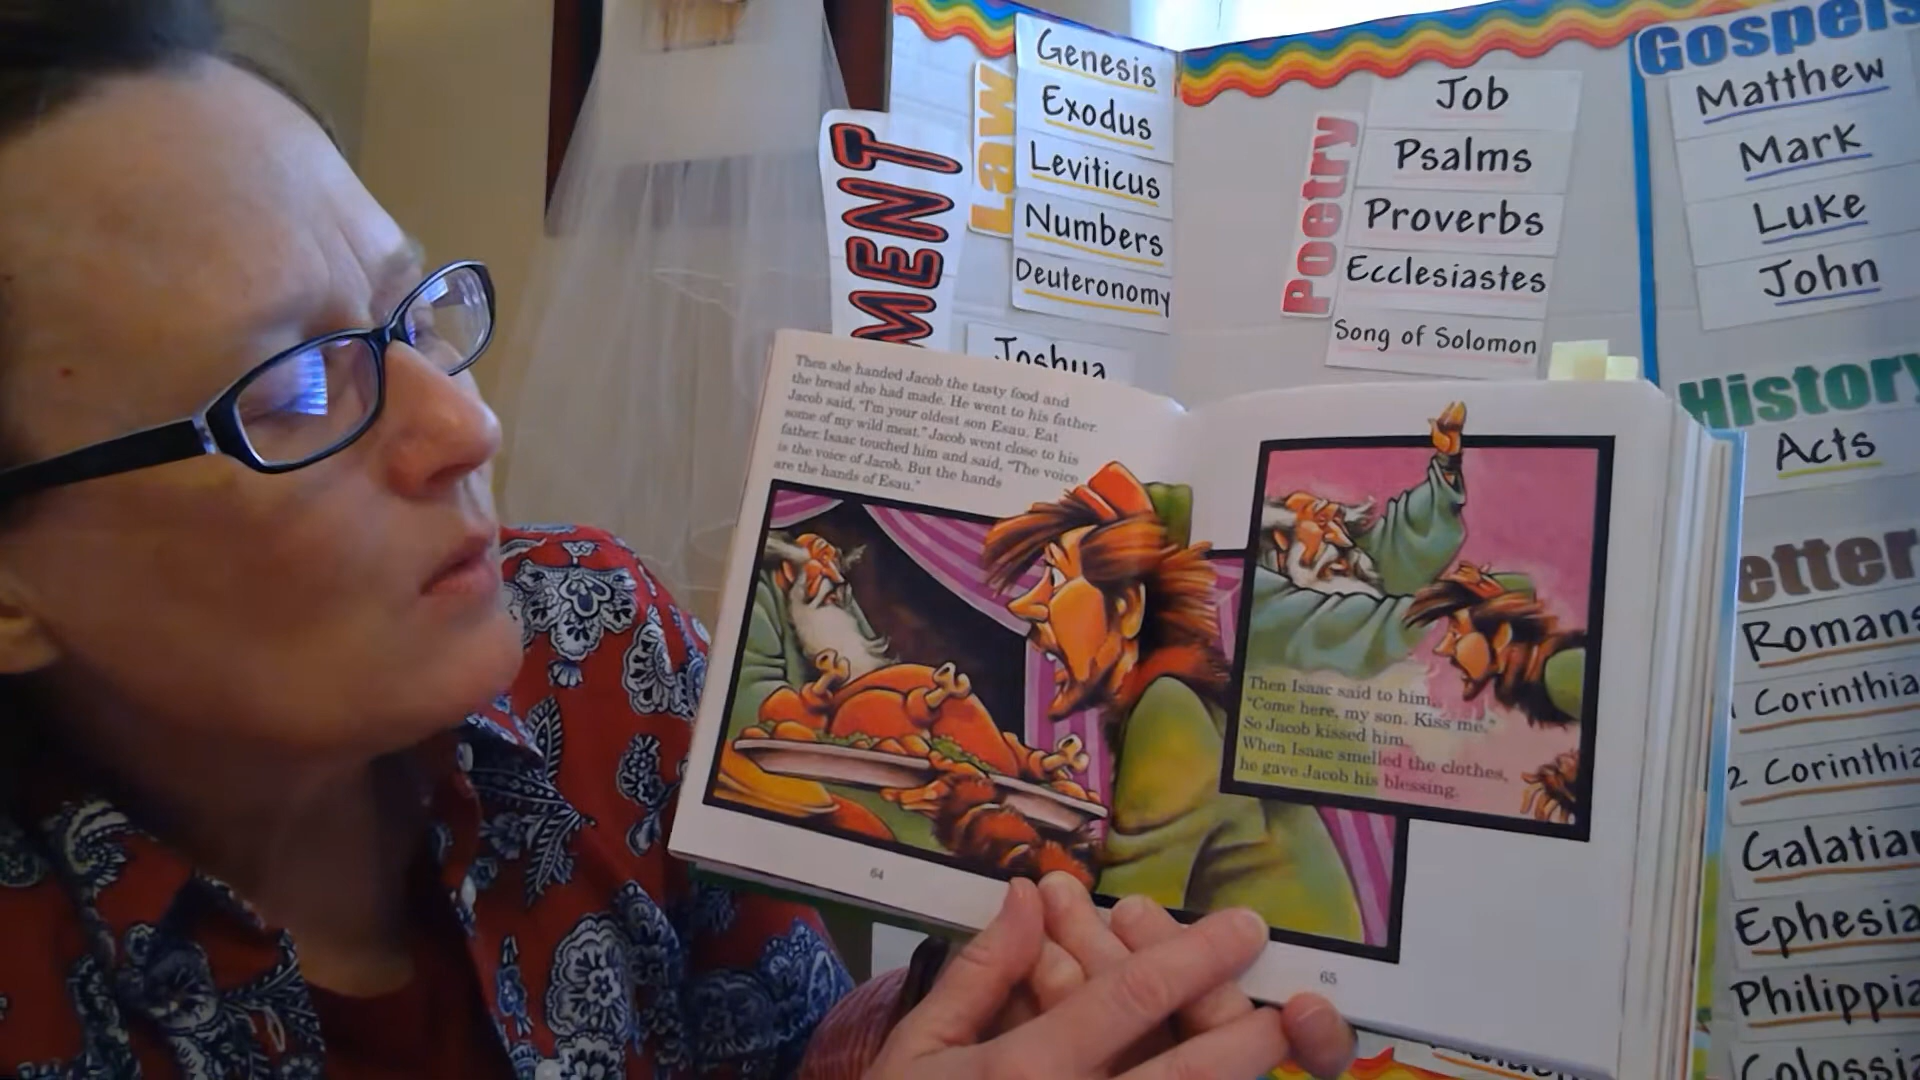 Genesis
Exodus
Leviticus
Numbers
Deuteronomy
Joshua
Law
MENT
Poetry
Job
Psalms
Proverbs
Ecclesiastes
Song of Solomon
Gospels
Matthew
Mark
Luke
John
History
Acts
etter
Romans
1 Corinthia
2 Corinthia
Galatian
Ephesia
Philippia
Colossia
Then she handed Jacob the tasty food and
the bread she had made. He went to his father.
Jacob said, "I'm your oldest son Esau. Eat
some of my wild meat." Jacob went close to his
father. Isaac touched him and said, "The voice
is the voice of Jacob. But the hands
are the hands of Esau."
64
Then Isaac said to him,
"Come here, my son. Kiss me."
So Jacob kissed him.
When Isaac smelled the clothes,
he gave Jacob his blessing.
65